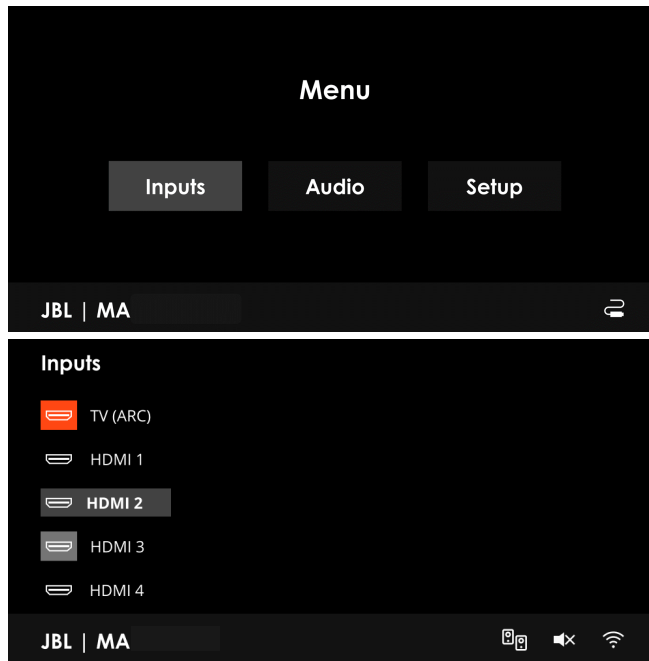 Menu
Inputs Audio Setup
JBL | MA
Inputs
TV (ARC)
HDMI 1
HDMI 2
HDMI 3
HDMI 4
JBL | MA